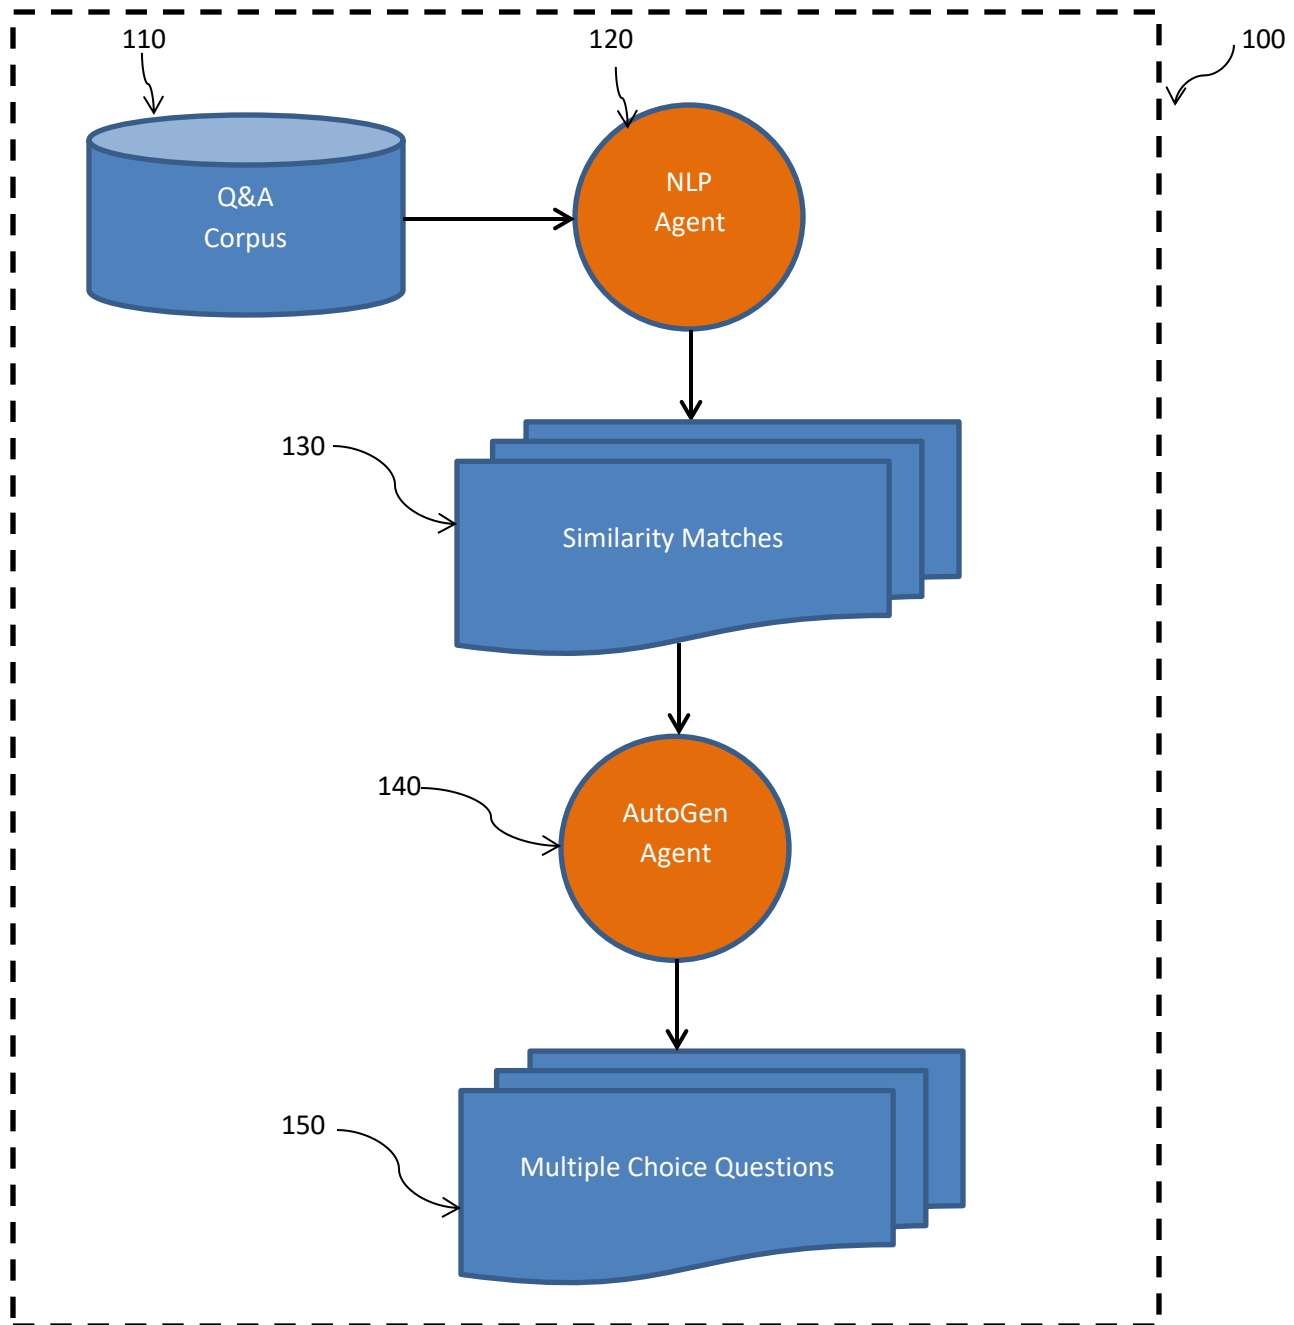 110
120
100
Q&A
Corpus
NLP
Agent
130
Similarity Matches
140
AutoGen
Agent
150
Multiple Choice Questions